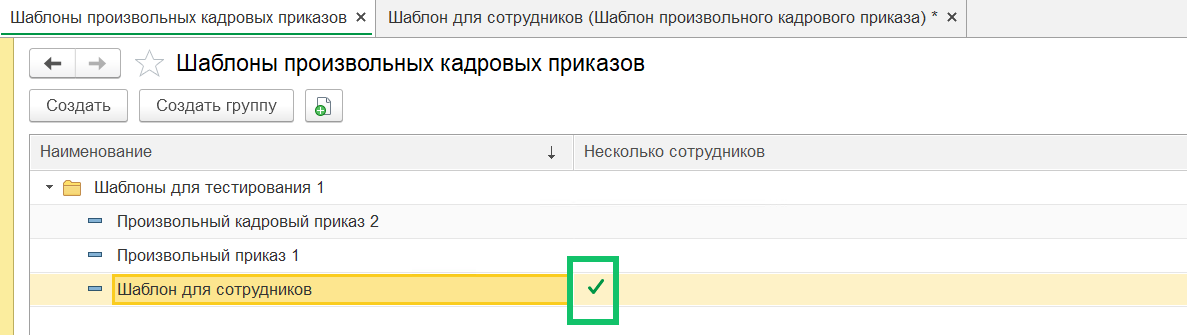 Шаблоны произвольных кадровых приказов × Шаблон для сотрудников (Шаблон произвольного кадрового приказа) * ×
Шаблоны произвольных кадровых приказов
Создать Создать группу
Наименование ↓ Несколько сотрудников
Шаблоны для тестирования 1
Произвольный кадровый приказ 2
Произвольный приказ 1
Шаблон для сотрудников